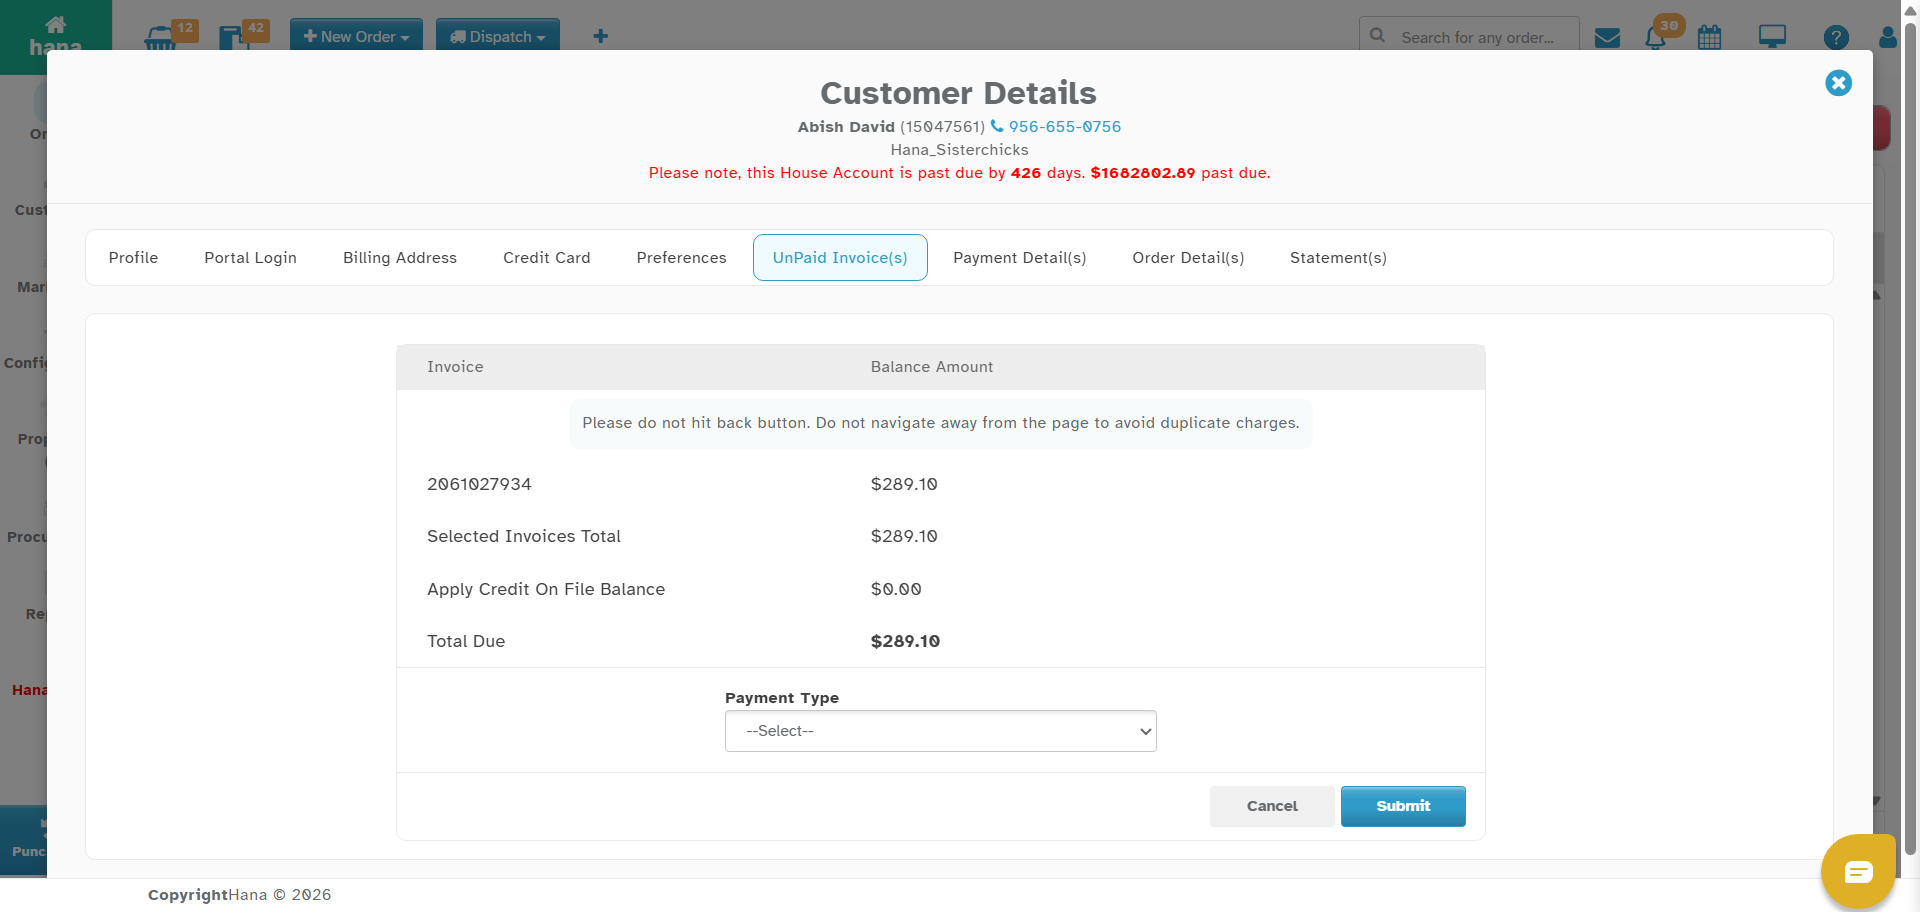 hana
12
42
New Order
Dispatch
Search for any order...
30
?
Customer Details
Abish David (15047561) 956-655-0756
Hana_Sisterchicks
Please note, this House Account is past due by 426 days. $1682802.89 past due.
Profile
Portal Login
Billing Address
Credit Card
Preferences
UnPaid Invoice(s)
Payment Detail(s)
Order Detail(s)
Statement(s)
Invoice
Balance Amount
Please do not hit back button. Do not navigate away from the page to avoid duplicate charges.
2061027934
$289.10
Selected Invoices Total
$289.10
Apply Credit On File Balance
$0.00
Total Due
$289.10
Payment Type
--Select--
Cancel
Submit
Hana
CopyrightHana © 2026